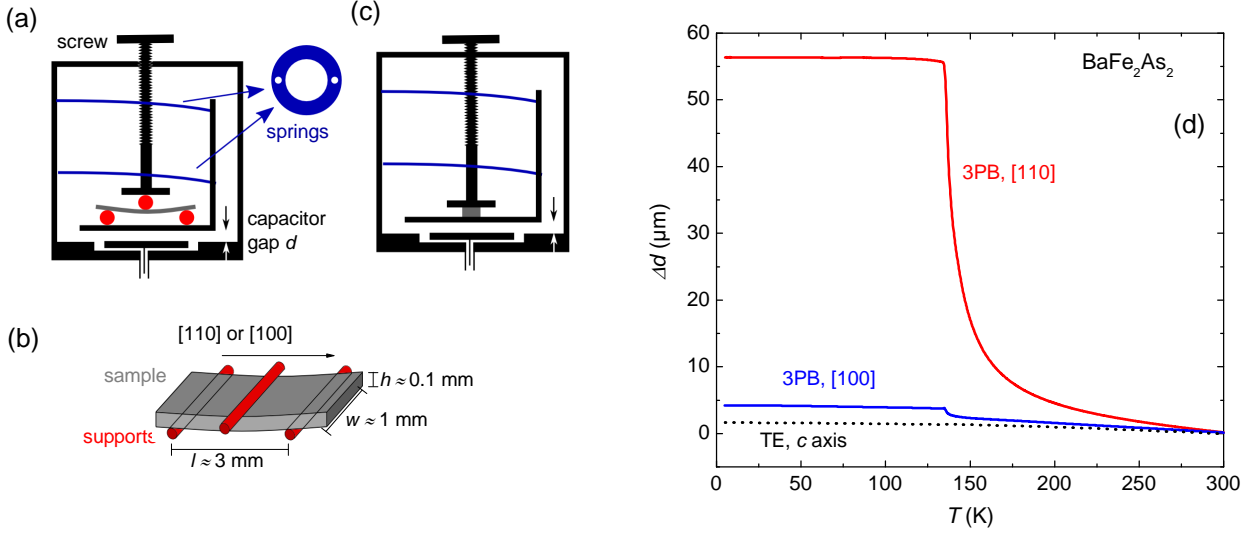 (a)
screw
springs
capacitor
gap d
(c)
(b)
[110] or [100]
sample
h ≈ 0.1 mm
w ≈ 1 mm
supports
l ≈ 3 mm
(d)
BaFe₂As₂
3PB, [110]
3PB, [100]
TE, c axis
Δd (μm)
60
50
40
30
20
10
0
0
50
100
150
200
250
300
T (K)